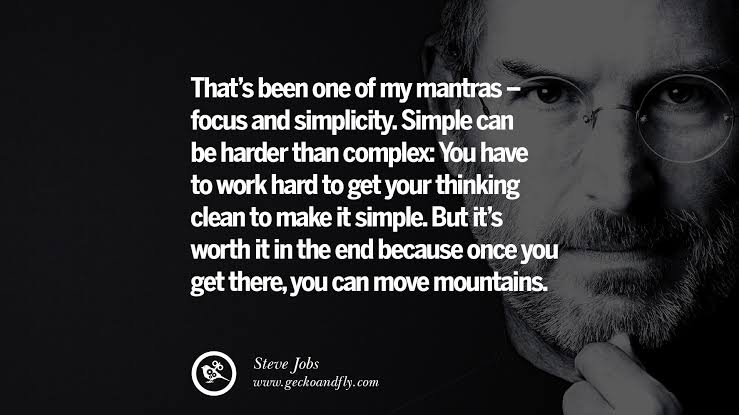 That's been one of my mantras –
focus and simplicity. Simple can
be harder than complex: You have
to work hard to get your thinking
clean to make it simple. But it's
worth it in the end because once you
get there, you can move mountains.
Steve Jobs
www.geckoandfly.com